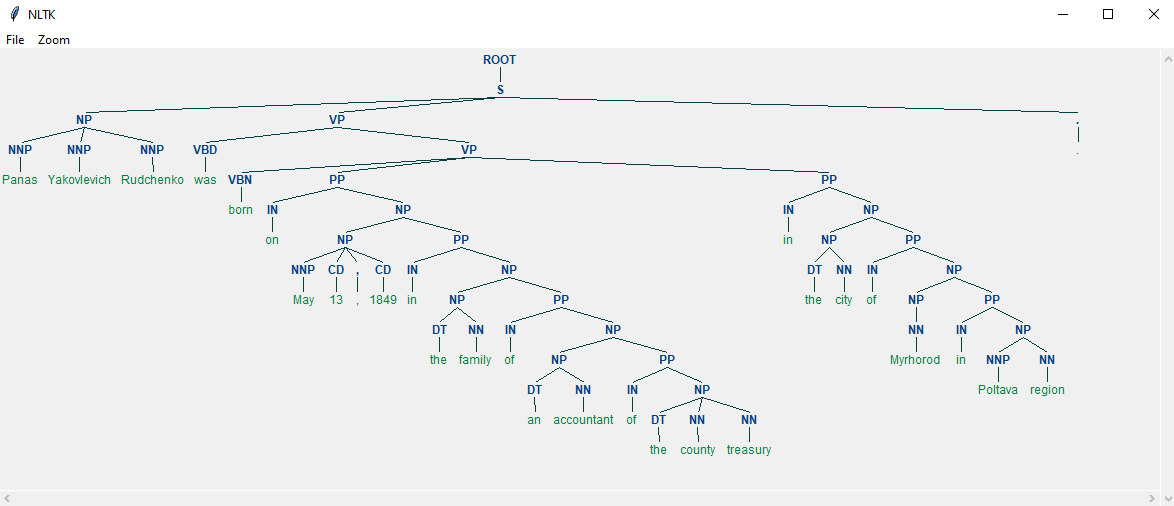 NLTK
File Zoom
ROOT
S
NP VP .
NNP NNP NNP VBD VP .
Panas Yakovlevich Rudchenko was VBN PP PP
born IN NP IN NP
on NP PP in NP PP
NNP CD , CD IN NP DT NN IN NP
May 13 , 1849 in NP PP the city of NP PP
DT NN IN NP NN IN NP
the family of NP PP Myrhorod in NNP NN
DT NN IN NP Poltava region
an accountant of DT NN NN
the county treasury